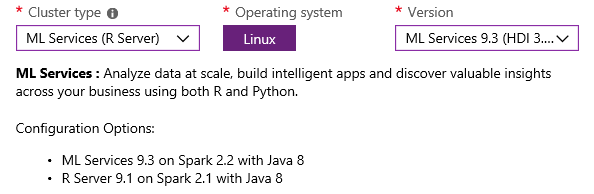 * Cluster type * Operating system * Version
ML Services (R Server) Linux ML Services 9.3 (HDI 3....
ML Services : Analyze data at scale, build intelligent apps and discover valuable insights
across your business using both R and Python.
Configuration Options:
• ML Services 9.3 on Spark 2.2 with Java 8
• R Server 9.1 on Spark 2.1 with Java 8